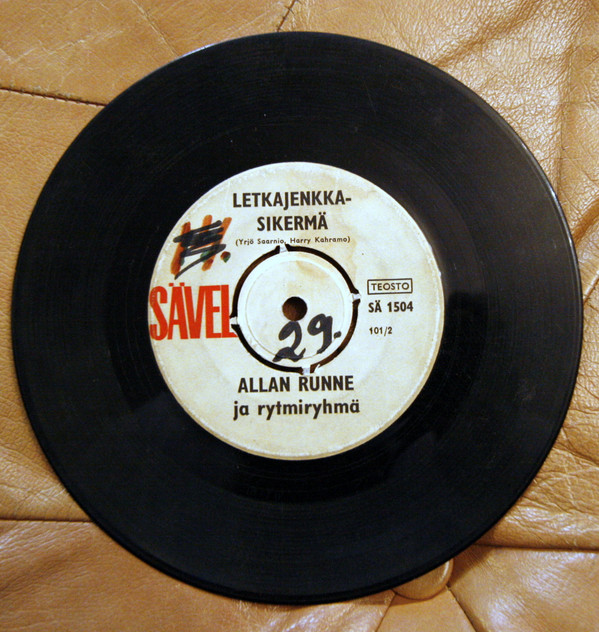 LETKAJENKKA-
SIKERMÄ
(Yrjö Saarnio, Harry Kahramo)
SÄVEL
TEOSTO
SÄ 1504
101/2
29.-
ALLAN RUNNE
ja rytmiryhmä